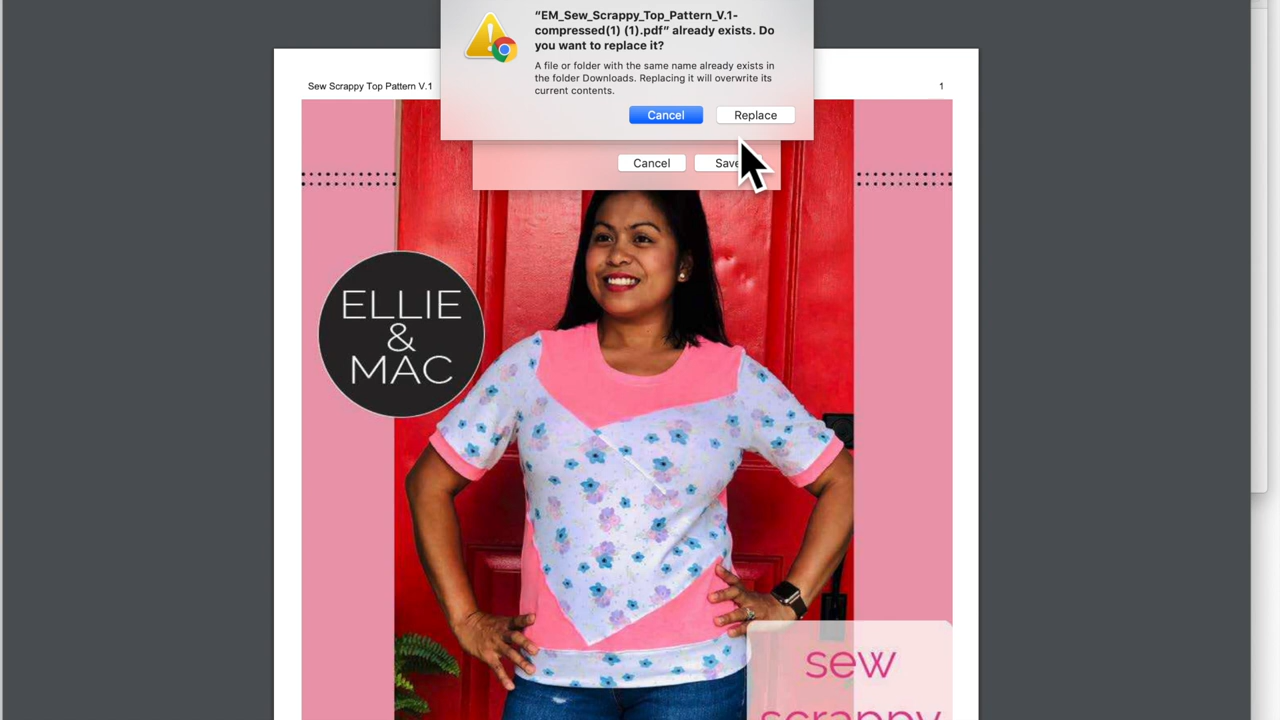 “EM_Sew_Scrappy_Top_Pattern_V.1-
compressed(1) (1).pdf” already exists. Do
you want to replace it?
A file or folder with the same name already exists in
the folder Downloads. Replacing it will overwrite its
current contents.
Cancel
Replace
Cancel
Save
Sew Scrappy Top Pattern V.1
1
ELLIE
&
MAC
sew
scrappy